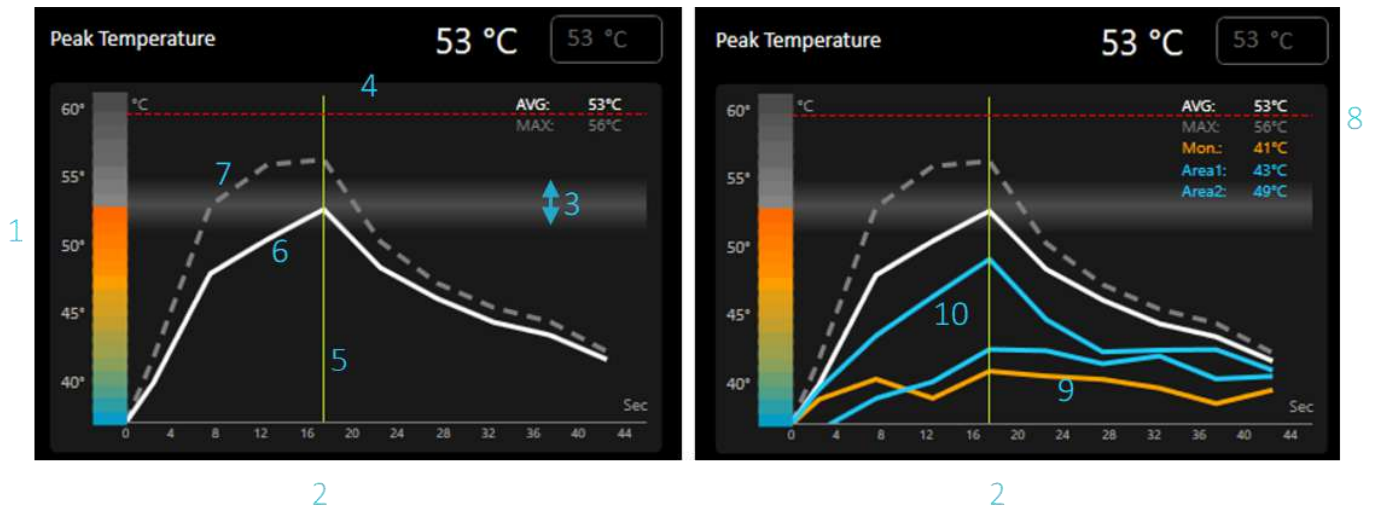 Peak Temperature 53 °C 53 °C
4
60° °C AVG: 53°C
MAX: 56°C
7
55°
3
1
50° 6
45°
5
40°
Sec
0 4 8 12 16 20 24 28 32 36 40 44
2
Peak Temperature 53 °C 53 °C
60° °C AVG: 53°C
8
MAX: 56°C
Mon.: 41°C
55° Area1: 43°C
Area2: 49°C
50°
45° 10
40° 9
Sec
0 4 8 12 16 20 24 28 32 36 40 44
2